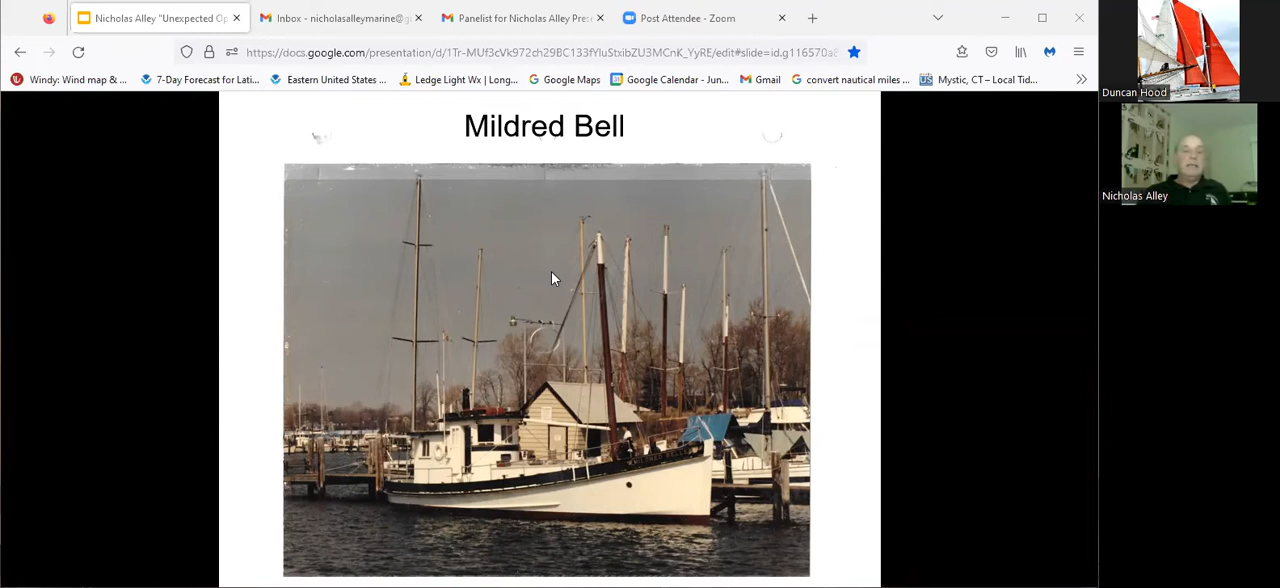 Nicholas Alley "Unexpected Op
Inbox - nicholasalleymarine@g
Panelist for Nicholas Alley Pres
Post Attendee - Zoom
https://docs.google.com/presentation/d/1Tr-MUf3cVk972ch29BC133fYIuStxibZU3MCnK_YyRE/edit#slide=id.g116570a
Windy: Wind map & ...
7-Day Forecast for Lati...
Eastern United States ...
Ledge Light Wx | Long...
Google Maps
Google Calendar - Jun...
Gmail
convert nautical miles ...
Mystic, CT – Local Tid...
Duncan Hood
Nicholas Alley
Mildred Bell